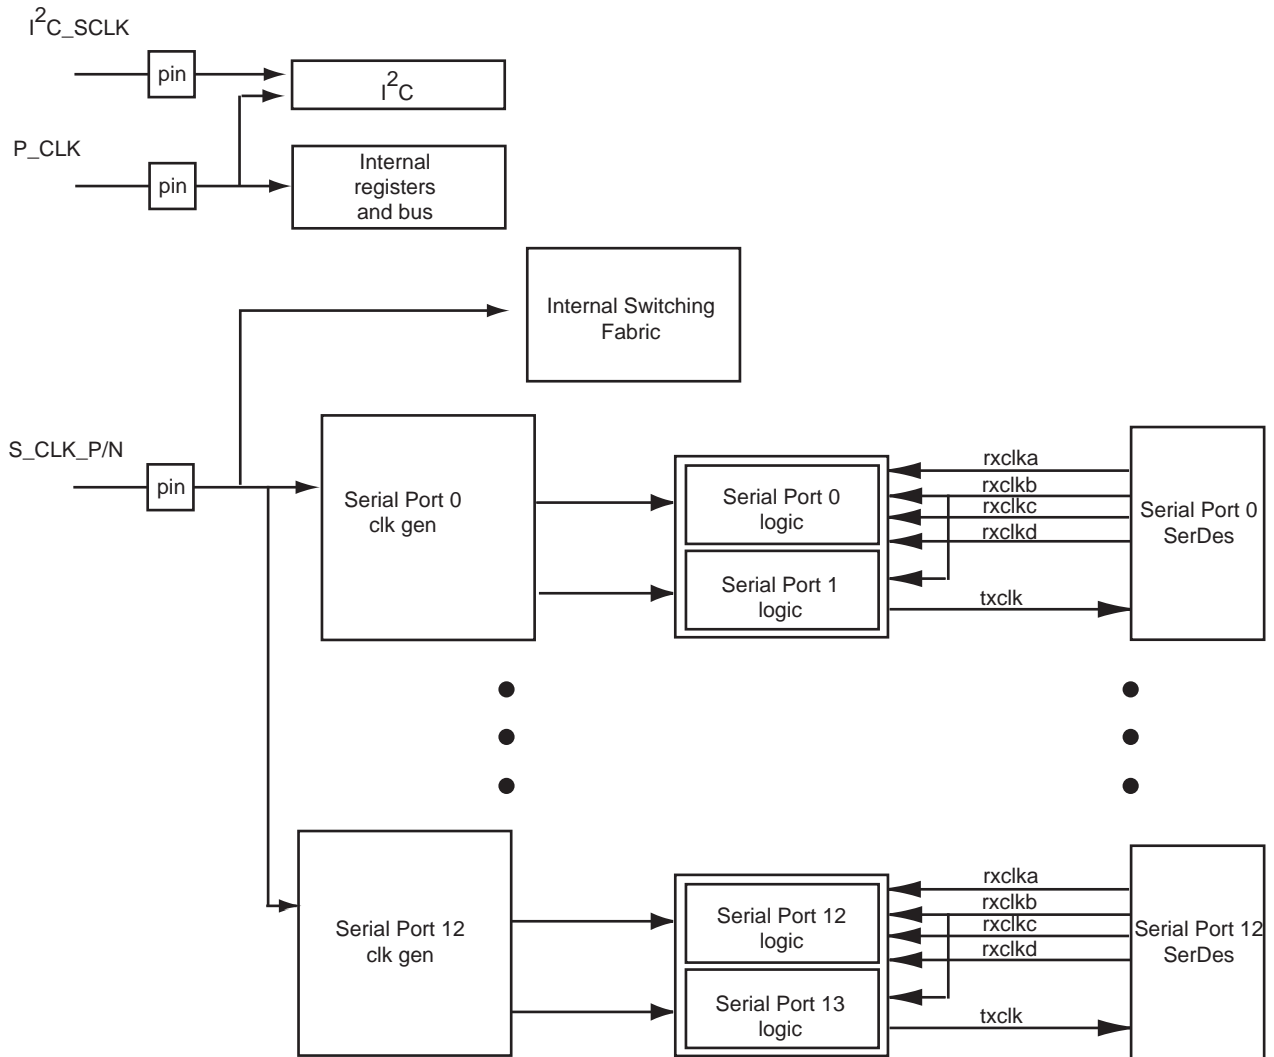 I²C_SCLK
pin
I²C
P_CLK
pin
Internal
registers
and bus
Internal Switching
Fabric
S_CLK_P/N
pin
Serial Port 0
clk gen
Serial Port 0
logic
Serial Port 1
logic
rxclka
rxclkb
rxclkc
rxclkd
txclk
Serial Port 0
SerDes
Serial Port 12
clk gen
Serial Port 12
logic
Serial Port 13
logic
rxclka
rxclkb
rxclkc
rxclkd
txclk
Serial Port 12
SerDes